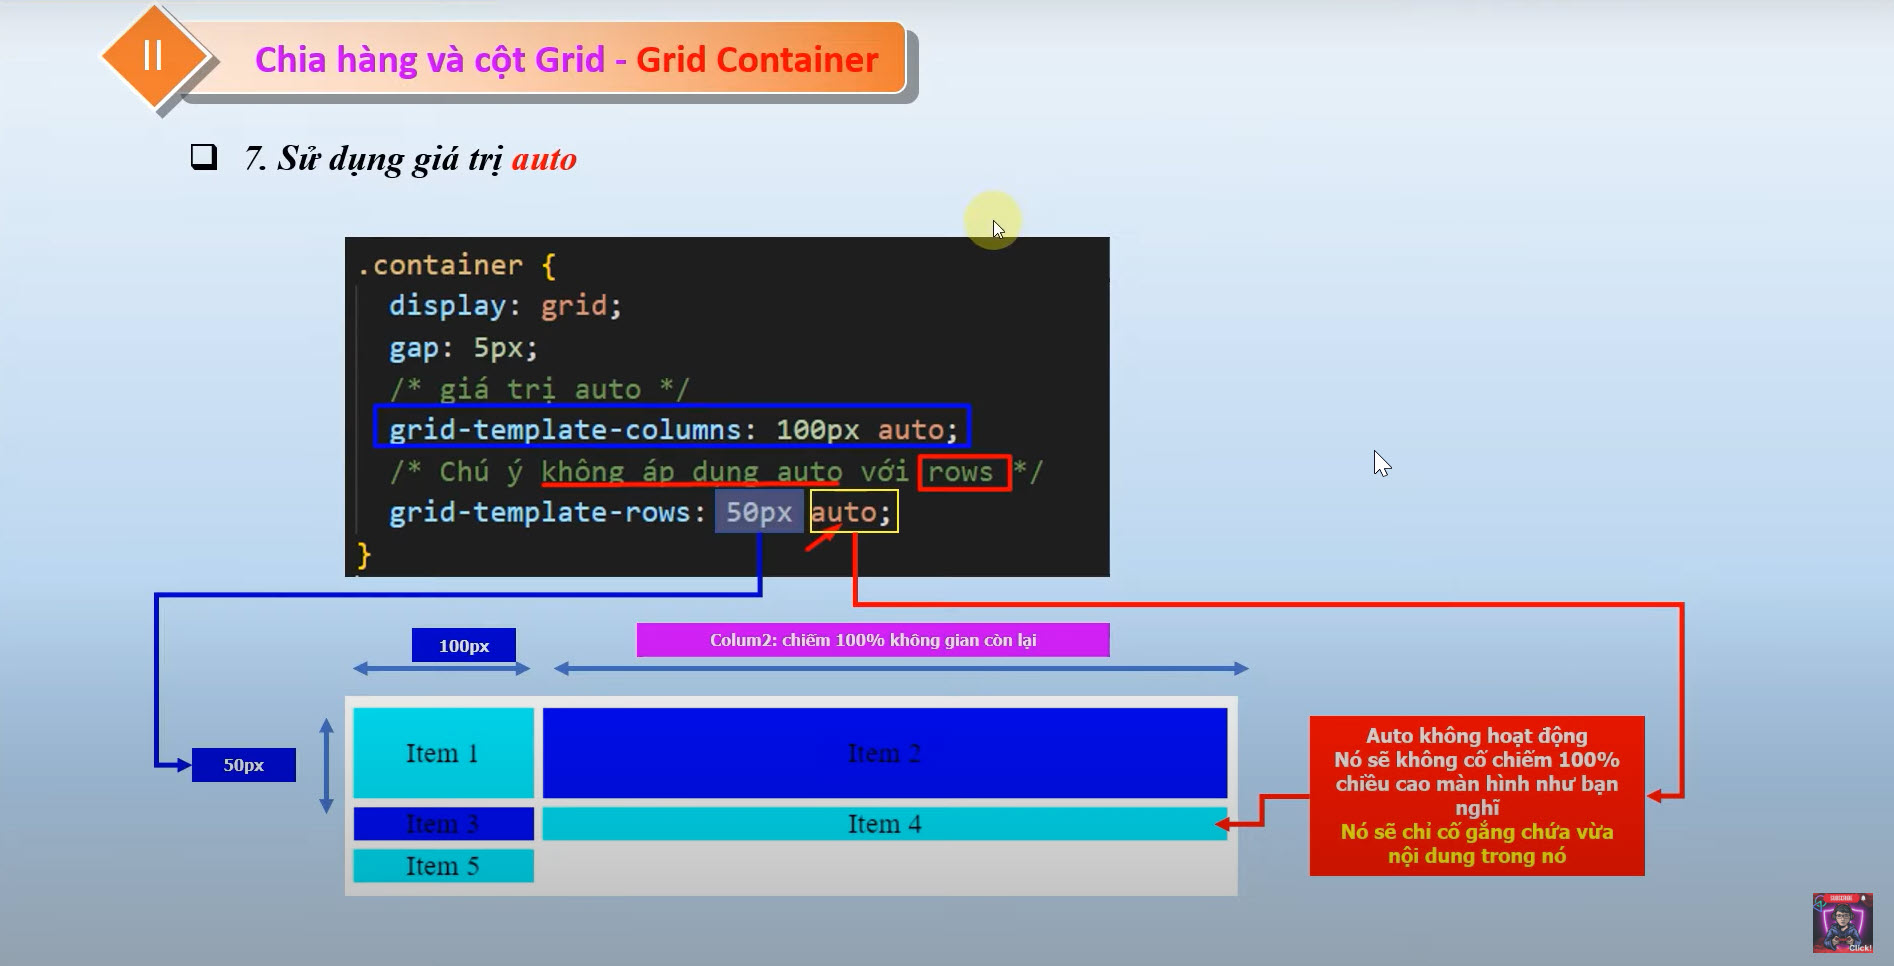 II
Chia hàng và cột Grid - Grid Container
7. Sử dụng giá trị auto
.container {
display: grid;
gap: 5px;
/* giá trị auto */
grid-template-columns: 100px auto;
/* Chú ý không áp dụng auto với rows */
grid-template-rows: 50px auto;
}
100px
Colum2: chiếm 100% không gian còn lại
50px
Item 1
Item 2
Item 3
Item 4
Item 5
Auto không hoạt động
Nó sẽ không cố chiếm 100%
chiều cao màn hình như bạn
nghĩ
Nó sẽ chỉ cố gắng chứa vừa
nội dung trong nó
SUBSCRIBE
Click!